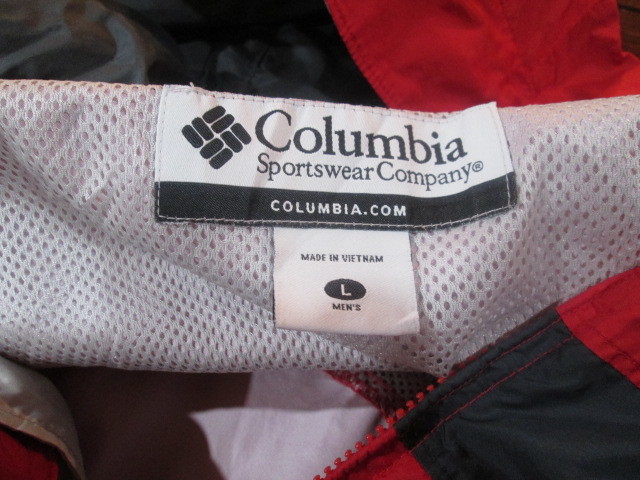 Columbia
Sportswear Company®
COLUMBIA.COM
MADE IN VIETNAM
L
MEN'S